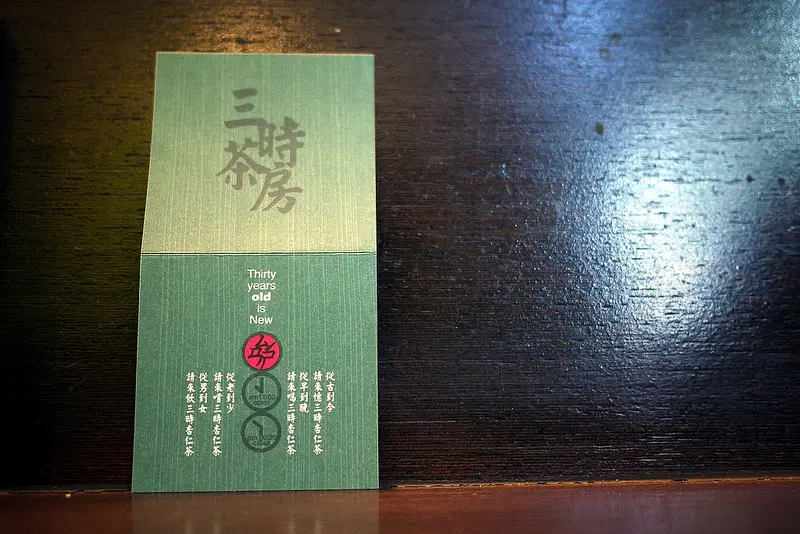 三時茶房
Thirty
years
old
is
New
從古到今
請來憶三時杏仁茶
從早到晚
請來喝三時杏仁茶
從老到少
請來嚐三時杏仁茶
從男到女
請來飲三時杏仁茶